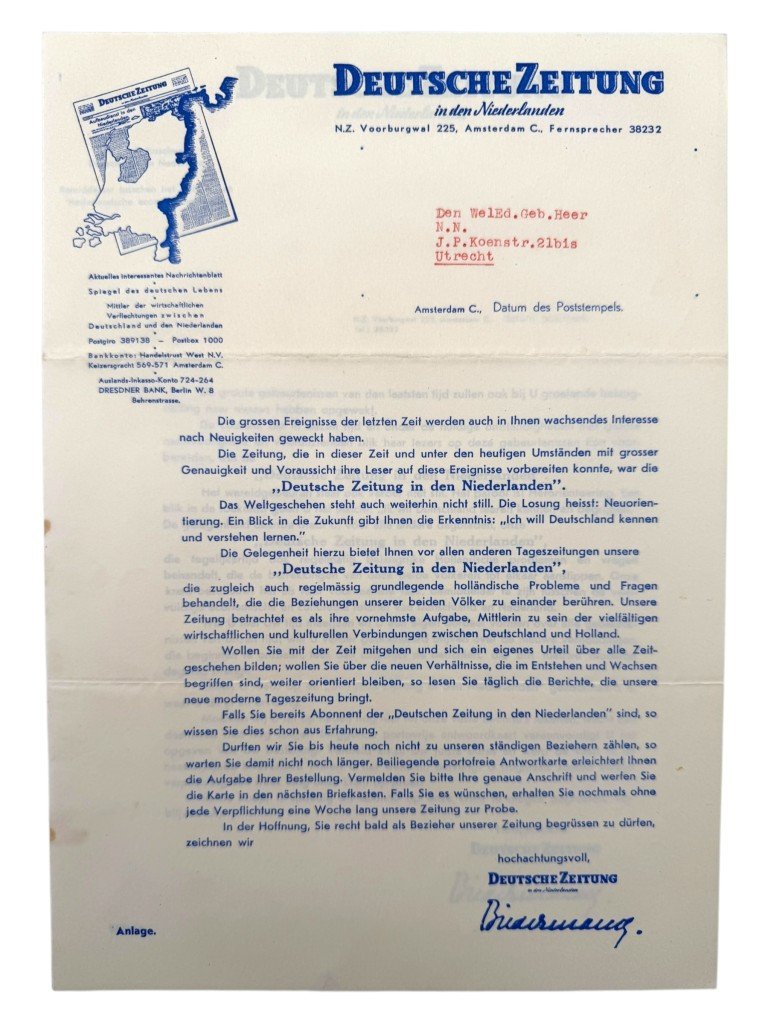 DEUTSCHE ZEITUNG
in den Niederlanden
N.Z. Voorburgwal 225, Amsterdam C., Fernsprecher 38232
DEUTSCHE ZEITUNG
Den WelEd.Geb.Heer
N.N.
J.P.Koenstr.21bis
Utrecht
Aktuelles interessantes Nachrichtenblatt
Spiegel des deutschen Lebens
Mittler der wirtschaftlichen
Verflechtungen zwischen
Deutschland und den Niederlanden
Postgiro 389138 – Postbox 1000
Bankkonto: Handelstrust West N.V.
Keizersgracht 569-571 Amsterdam C.
Auslands-Inkasso-Konto 724-264
DRESDNER BANK, Berlin W. 8
Behrenstrasse.
Amsterdam C., Datum des Poststempels.
Die grossen Ereignisse der letzten Zeit werden auch in Ihnen wachsendes Interesse
nach Neuigkeiten geweckt haben.
Die Zeitung, die in dieser Zeit und unter den heutigen Umständen mit grosser
Genauigkeit und Voraussicht ihre Leser auf diese Ereignisse vorbereiten konnte, war die
„Deutsche Zeitung in den Niederlanden".
Das Weltgeschehen steht auch weiterhin nicht still. Die Losung heisst: Neuorien-
tierung. Ein Blick in die Zukunft gibt Ihnen die Erkenntnis: „Ich will Deutschland kennen
und verstehen lernen."
Die Gelegenheit hierzu bietet Ihnen vor allen anderen Tageszeitungen unsere
„Deutsche Zeitung in den Niederlanden",
die zugleich auch regelmässig grundlegende holländische Probleme und Fragen
behandelt, die die Beziehungen unserer beiden Völker zu einander berühren. Unsere
Zeitung betrachtet es als ihre vornehmste Aufgabe, Mittlerin zu sein der vielfältigen
wirtschaftlichen und kulturellen Verbindungen zwischen Deutschland und Holland.
Wollen Sie mit der Zeit mitgehen und sich ein eigenes Urteil über alle Zeit-
geschehen bilden; wollen Sie über die neuen Verhältnisse, die im Entstehen und Wachsen
begriffen sind, weiter orientiert bleiben, so lesen Sie täglich die Berichte, die unsere
neue moderne Tageszeitung bringt.
Falls Sie bereits Abonnent der „Deutschen Zeitung in den Niederlanden" sind, so
wissen Sie dies schon aus Erfahrung.
Durften wir Sie bis heute noch nicht zu unseren ständigen Beziehern zählen, so
warten Sie damit nicht noch länger. Beiliegende portofreie Antwortkarte erleichtert Ihnen
die Aufgabe Ihrer Bestellung. Vermelden Sie bitte Ihre genaue Anschrift und werfen Sie
die Karte in den nächsten Briefkasten. Falls Sie es wünschen, erhalten Sie nochmals ohne
jede Verpflichtung eine Woche lang unsere Zeitung zur Probe.
In der Hoffnung, Sie recht bald als Bezieher unserer Zeitung begrüssen zu dürfen,
zeichnen wir
hochachtungsvoll,
DEUTSCHE ZEITUNG
in den Niederlanden
Anlage.